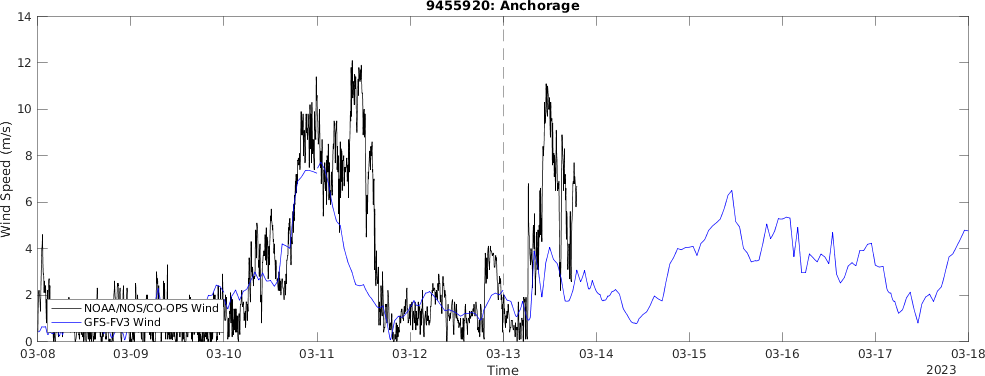 9455920: Anchorage
14
12
10
8
6
4
2
0
Wind Speed (m/s)
NOAA/NOS/CO-OPS Wind
GFS-FV3 Wind
03-08 03-09 03-10 03-11 03-12 03-13 03-14 03-15 03-16 03-17 03-18
Time
2023